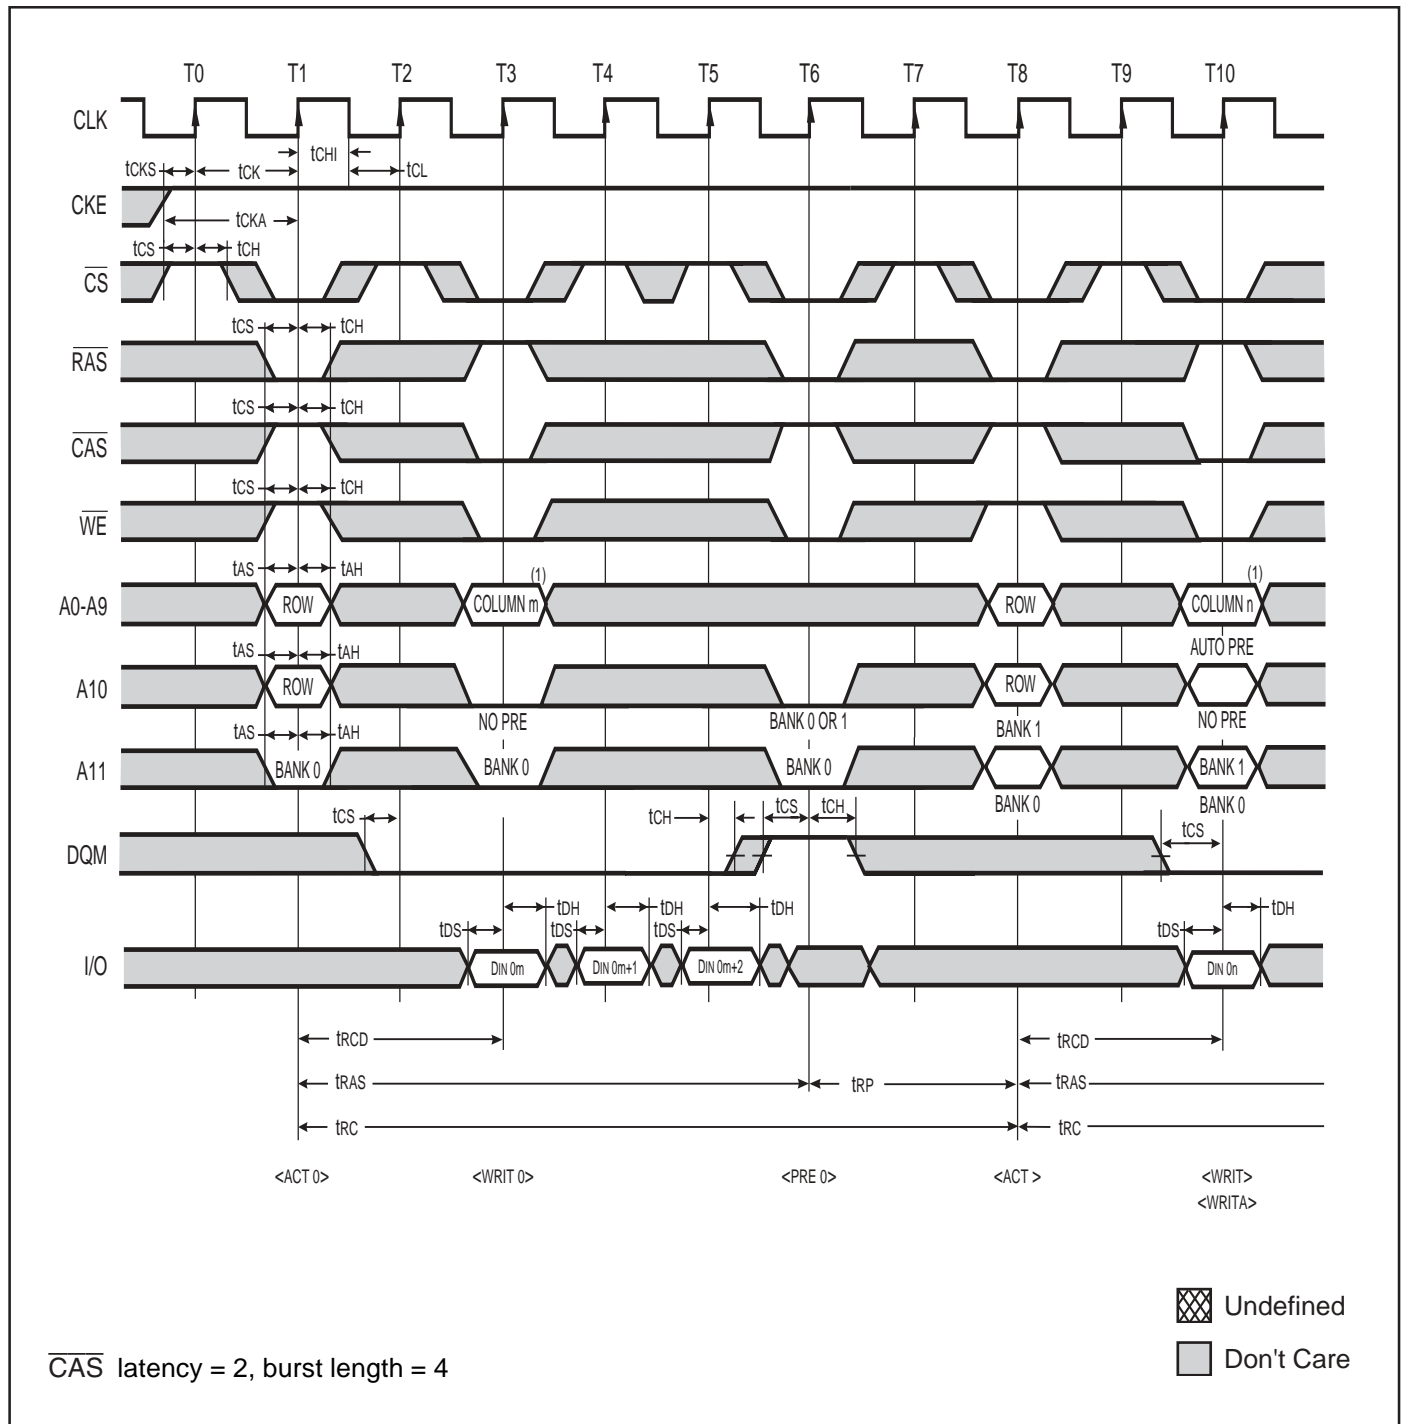 T0 T1 T2 T3 T4 T5 T6 T7 T8 T9 T10
CLK
tCHI
tCKS tCK tCL
CKE
tCKA
tCS tCH
CS
tCS tCH
RAS
tCS tCH
CAS
tCS tCH
WE
tAS tAH (1) (1)
A0-A9 ROW COLUMN m ROW COLUMN n
tAS tAH AUTO PRE
A10 ROW ROW
NO PRE BANK 0 OR 1 BANK 1 NO PRE
tAS tAH
A11 BANK 0 BANK 0 BANK 0 BANK 1
BANK 0 BANK 0
tCS tCH tCS tCH
tCS
DQM
tDH tDH tDH tDH
tDS tDS tDS tDS
I/O DIN 0m DIN 0m+1 DIN 0m+2 DIN 0n
tRCD tRCD
tRAS tRP tRAS
tRC tRC
<ACT 0> <WRIT 0> <PRE 0> <ACT > <WRIT>
<WRITA>
Undefined
Don't Care
CAS latency = 2, burst length = 4